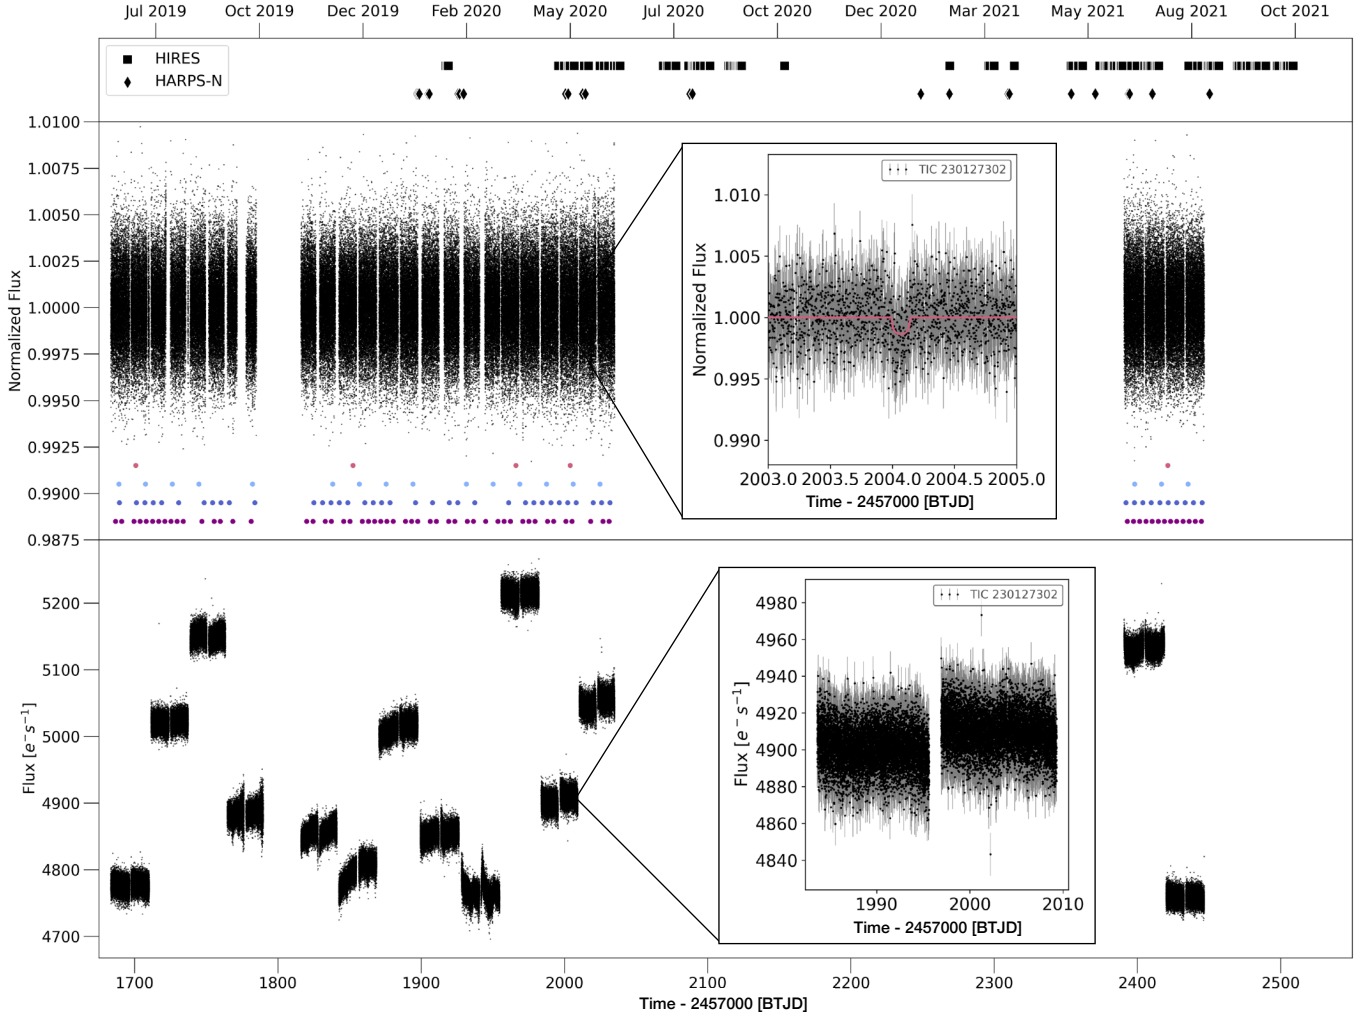 Jul 2019 Oct 2019 Dec 2019 Feb 2020 May 2020 Jul 2020 Oct 2020 Dec 2020 Mar 2021 May 2021 Aug 2021 Oct 2021
HIRES
HARPS-N
1.0100
1.0075
1.0050
1.0025
1.0000
0.9975
0.9950
0.9925
0.9900
0.9875
Normalized Flux
TIC 230127302
1.010
1.005
1.000
0.995
0.990
Normalized Flux
2003.0 2003.5 2004.0 2004.5 2005.0
Time - 2457000 [BTJD]
5200
5100
5000
4900
4800
4700
Flux [e⁻ s⁻¹]
TIC 230127302
4980
4960
4940
4920
4900
4880
4860
4840
Flux [e⁻ s⁻¹]
1990 2000 2010
Time - 2457000 [BTJD]
1700 1800 1900 2000 2100 2200 2300 2400 2500
Time - 2457000 [BTJD]